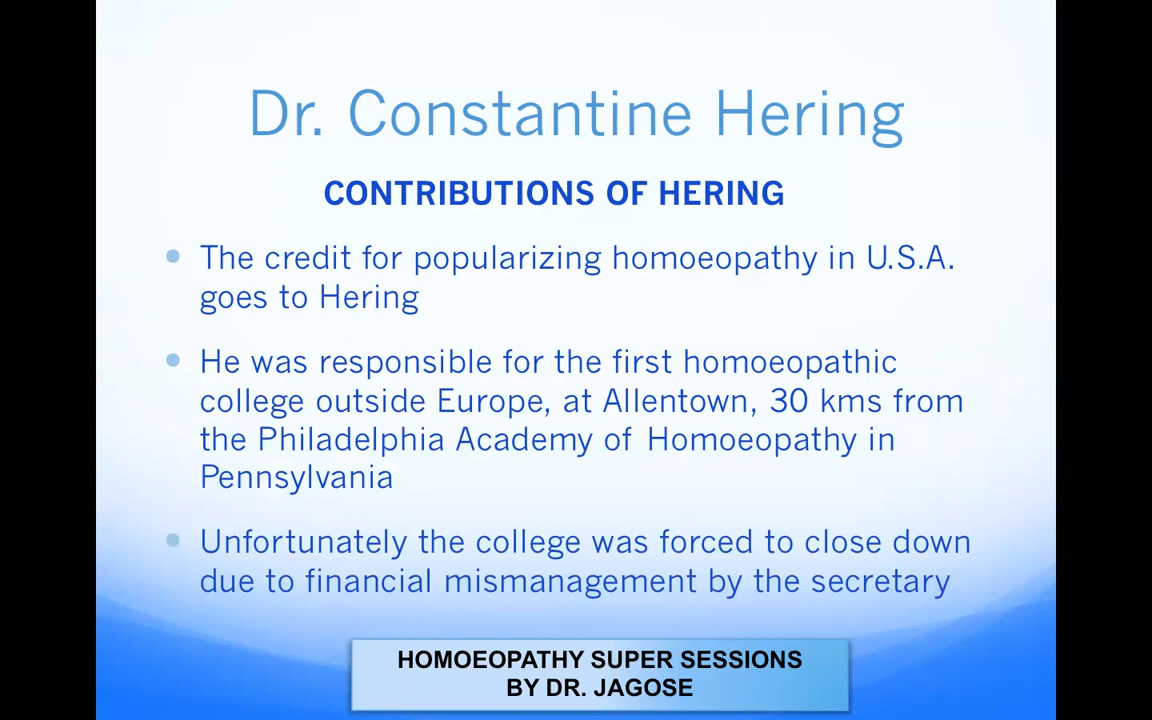 Dr. Constantine Hering
CONTRIBUTIONS OF HERING
The credit for popularizing homoeopathy in U.S.A.
goes to Hering
He was responsible for the first homoeopathic
college outside Europe, at Allentown, 30 kms from
the Philadelphia Academy of Homoeopathy in
Pennsylvania
Unfortunately the college was forced to close down
due to financial mismanagement by the secretary
HOMOEOPATHY SUPER SESSIONS
BY DR. JAGOSE